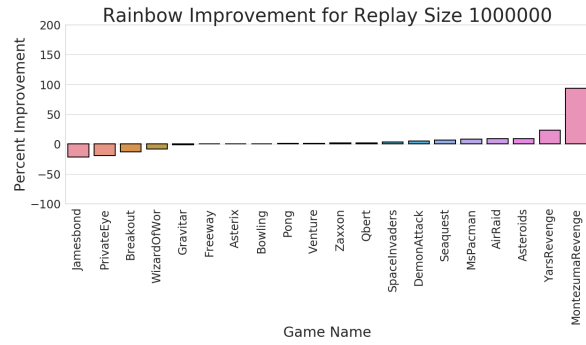 Rainbow Improvement for Replay Size 1000000
Percent Improvement
200
150
100
50
0
−50
−100
Jamesbond
PrivateEye
Breakout
WizardOfWor
Gravitar
Freeway
Asterix
Bowling
Pong
Venture
Zaxxon
Qbert
SpaceInvaders
DemonAttack
Seaquest
MsPacman
AirRaid
Asteroids
YarsRevenge
MontezumaRevenge
Game Name